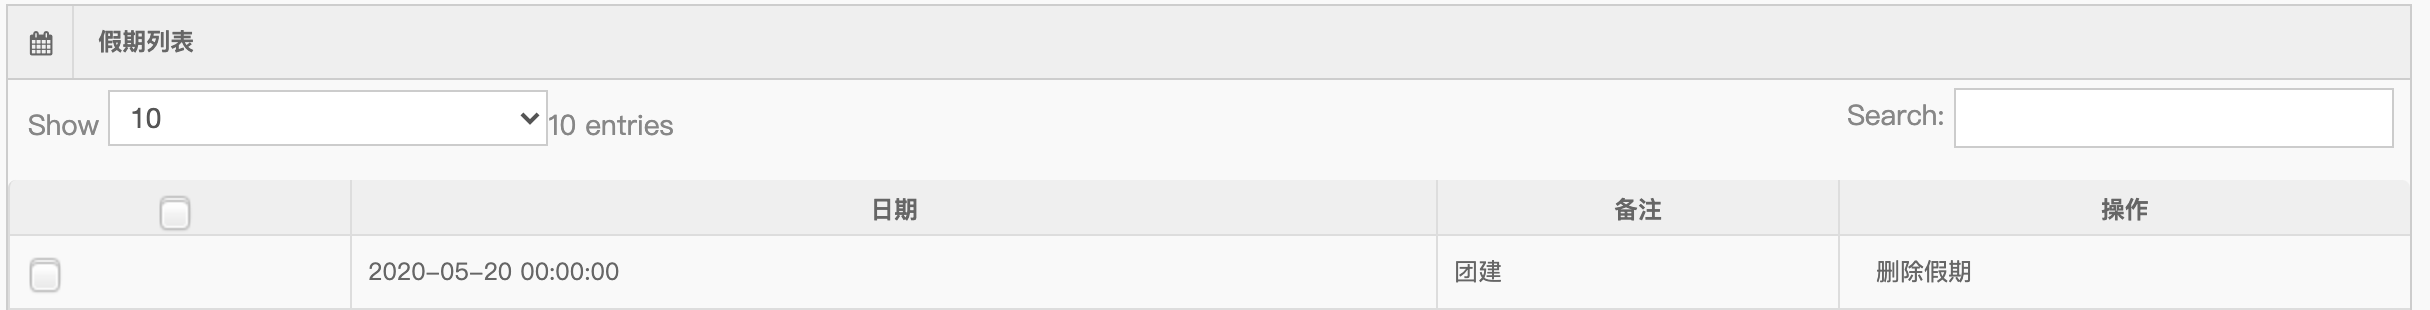 假期列表
Show 10 10 entries Search:
日期 备注 操作
2020-05-20 00:00:00 团建 删除假期